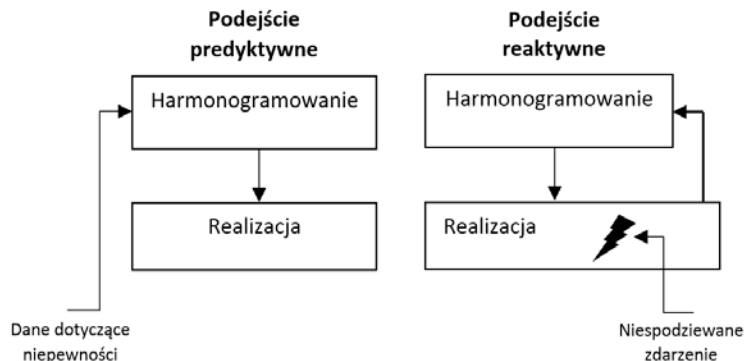 Podejście
predyktywne
Harmonogramowanie
Realizacja
Dane dotyczące
niepewności
Podejście
reaktywne
Harmonogramowanie
Realizacja
Niespodziewane
zdarzenie